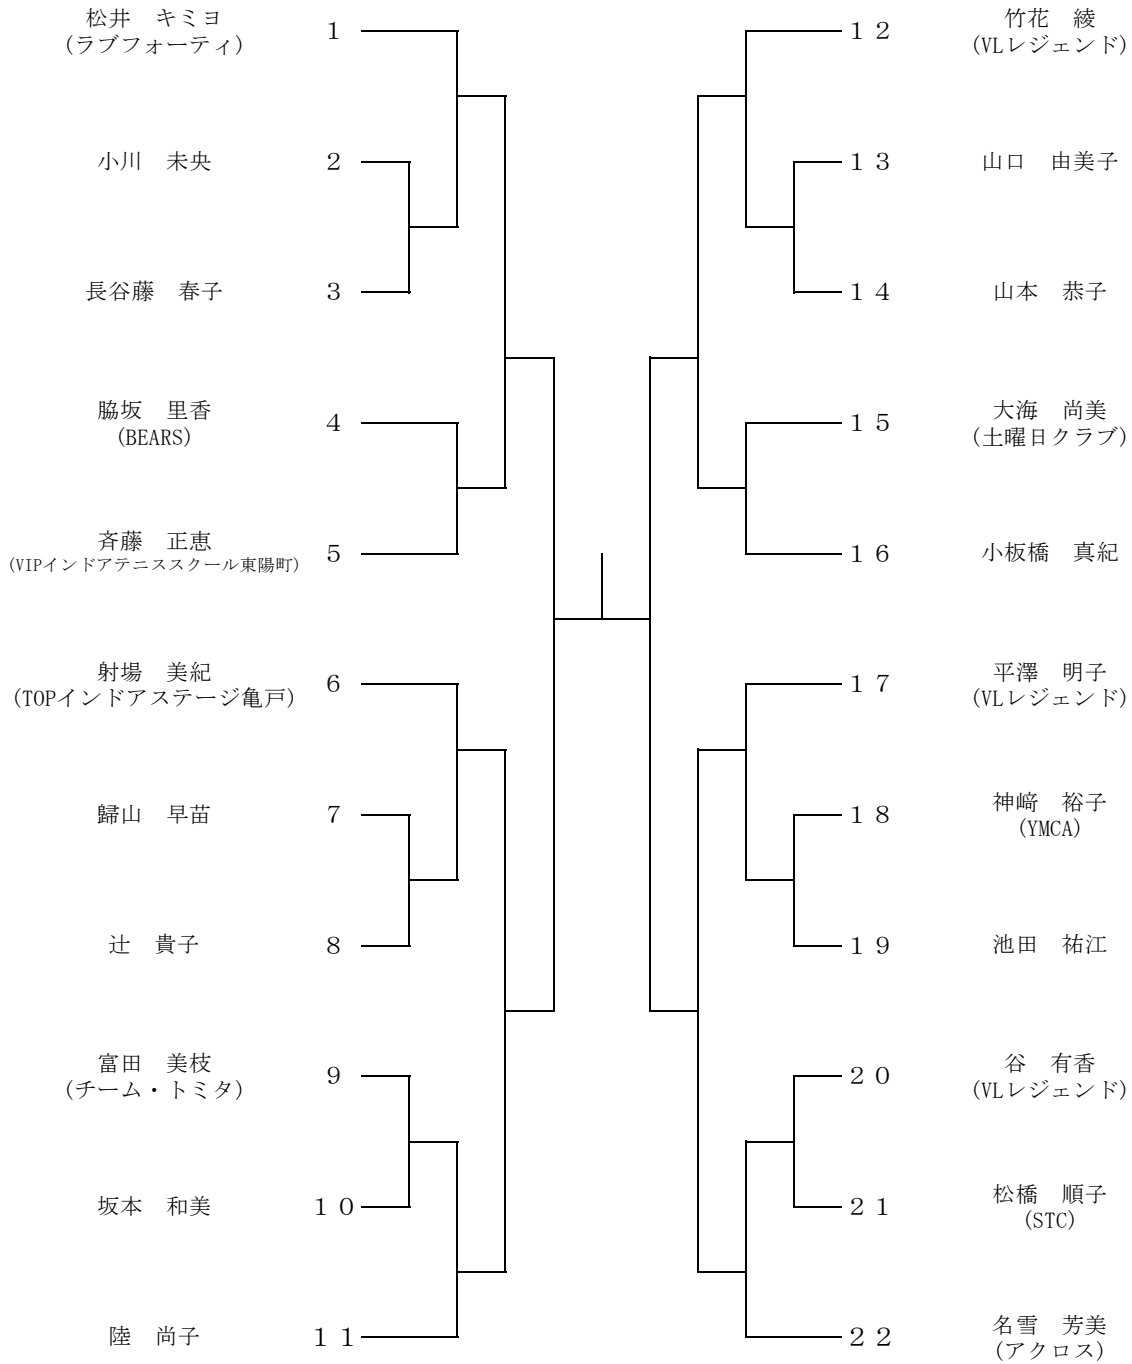 松井　キミヨ
(ラブフォーティ)
1
小川　未央
2
長谷藤　春子
3
脇坂　里香
(BEARS)
4
斉藤　正恵
(VIPインドアテニススクール東陽町)
5
射場　美紀
(TOPインドアステージ亀戸)
6
歸山　早苗
7
辻　貴子
8
富田　美枝
(チーム・トミタ)
9
坂本　和美
10
陸　尚子
11
12
竹花　綾
(VLレジェンド)
13
山口　由美子
14
山本　恭子
15
大海　尚美
(土曜日クラブ)
16
小板橋　真紀
17
平澤　明子
(VLレジェンド)
18
神﨑　裕子
(YMCA)
19
池田　祐江
20
谷　有香
(VLレジェンド)
21
松橋　順子
(STC)
22
名雪　芳美
(アクロス)